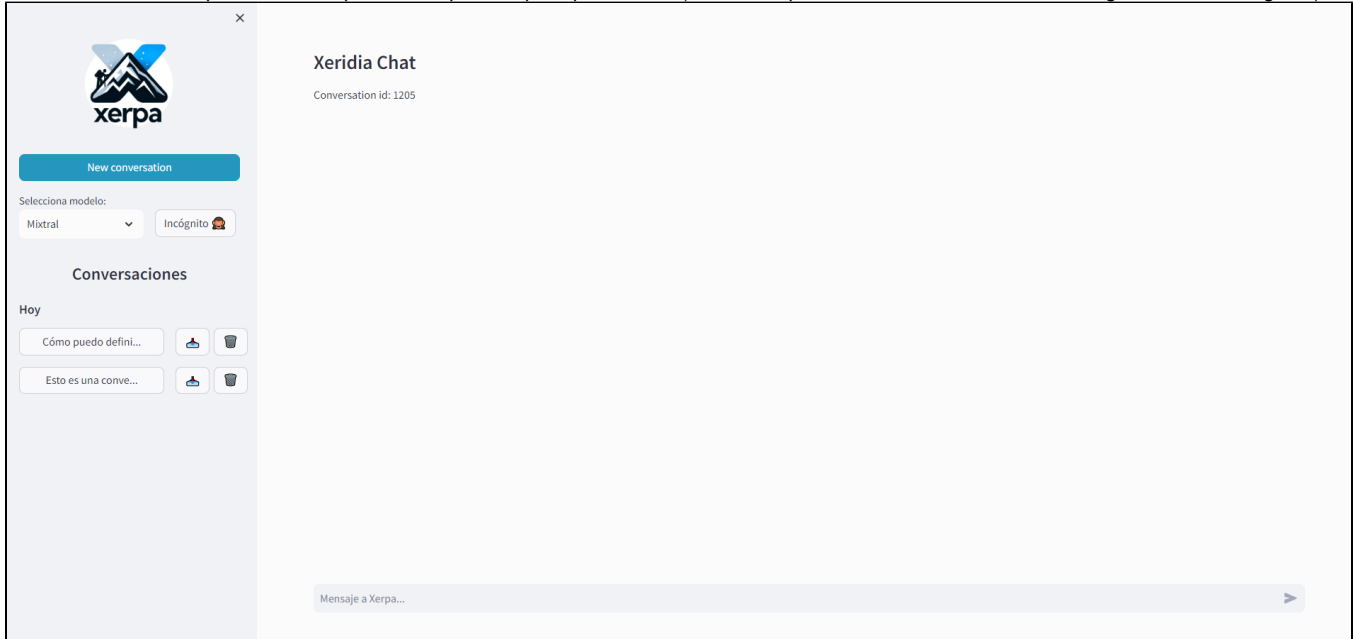 ×
xerpa
New conversation
Selecciona modelo:
Mixtral
Incógnito
Conversaciones
Hoy
Cómo puedo defini...
Esto es una conve...
Xeridia Chat
Conversation id: 1205
Mensaje a Xerpa...